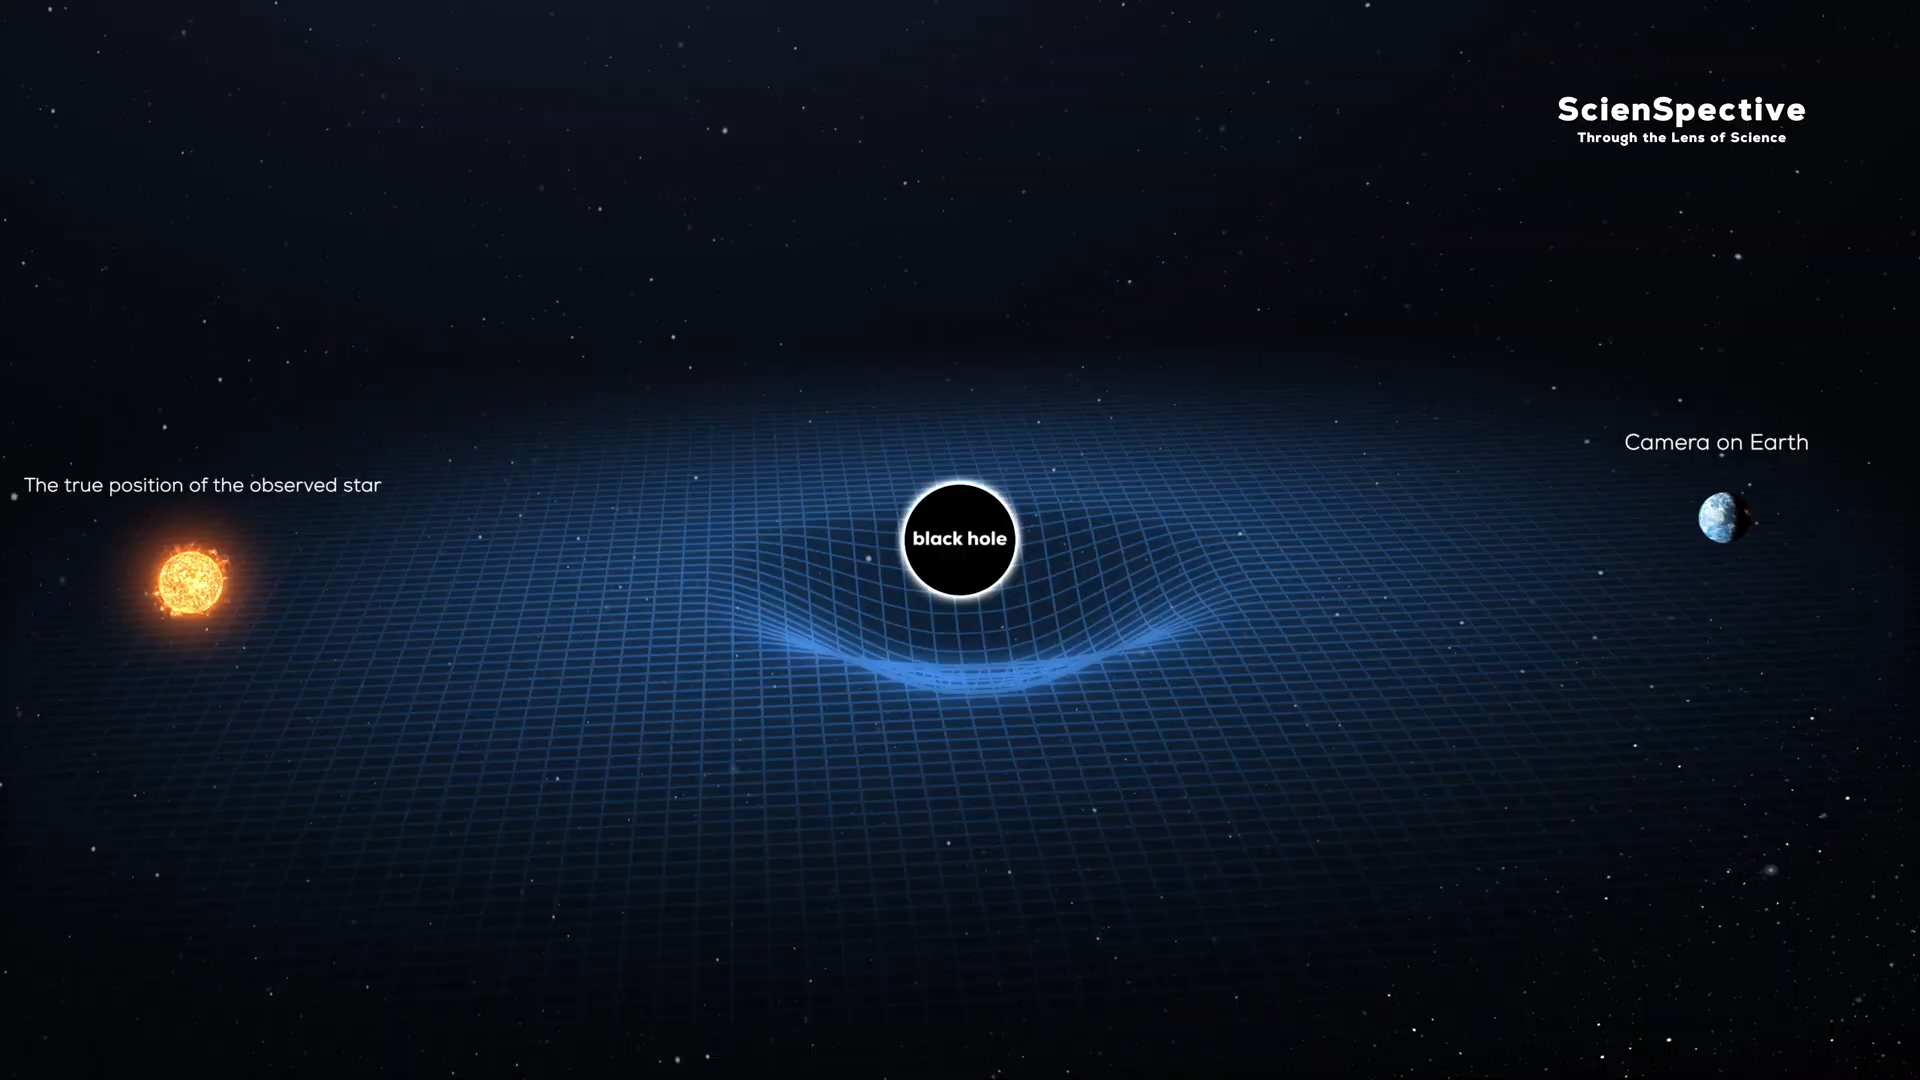 ScienSpective
Through the Lens of Science
Camera on Earth
The true position of the observed star
black hole